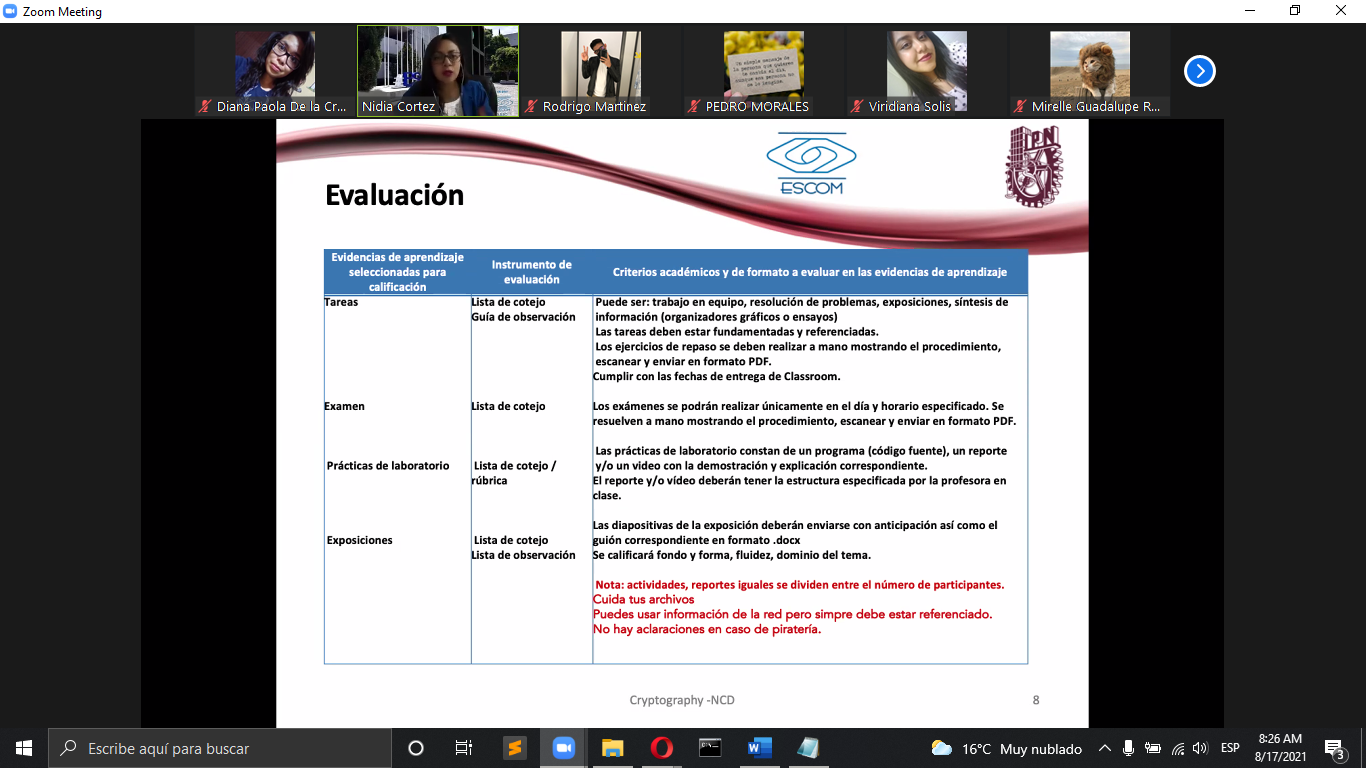 Zoom Meeting
Diana Paola De la Cr...
Nidia Cortez
Rodrigo Martinez
PEDRO MORALES
Viridiana Solis
Mirelle Guadalupe R...
ESCOM
IPN
Evaluación
Evidencias de aprendizaje
seleccionadas para
calificación
Instrumento de
evaluación
Criterios académicos y de formato a evaluar en las evidencias de aprendizaje
Tareas
Lista de cotejo
Guía de observación
Puede ser: trabajo en equipo, resolución de problemas, exposiciones, síntesis de
información (organizadores gráficos o ensayos)
Las tareas deben estar fundamentadas y referenciadas.
Los ejercicios de repaso se deben realizar a mano mostrando el procedimiento,
escanear y enviar en formato PDF.
Cumplir con las fechas de entrega de Classroom.
Examen
Lista de cotejo
Los exámenes se podrán realizar únicamente en el día y horario especificado. Se
resuelven a mano mostrando el procedimiento, escanear y enviar en formato PDF.
Prácticas de laboratorio
Lista de cotejo /
rúbrica
Las prácticas de laboratorio constan de un programa (código fuente), un reporte
y/o un video con la demostración y explicación correspondiente.
El reporte y/o vídeo deberán tener la estructura especificada por la profesora en
clase.
Exposiciones
Lista de cotejo
Lista de observación
Las diapositivas de la exposición deberán enviarse con anticipación así como el
guión correspondiente en formato .docx
Se calificará fondo y forma, fluidez, dominio del tema.
Nota: actividades, reportes iguales se dividen entre el número de participantes.
Cuida tus archivos
Puedes usar información de la red pero simpre debe estar referenciado.
No hay aclaraciones en caso de piratería.
Cryptography -NCD
8
Escribe aquí para buscar
16°C Muy nublado
ESP
8:26 AM
8/17/2021
3